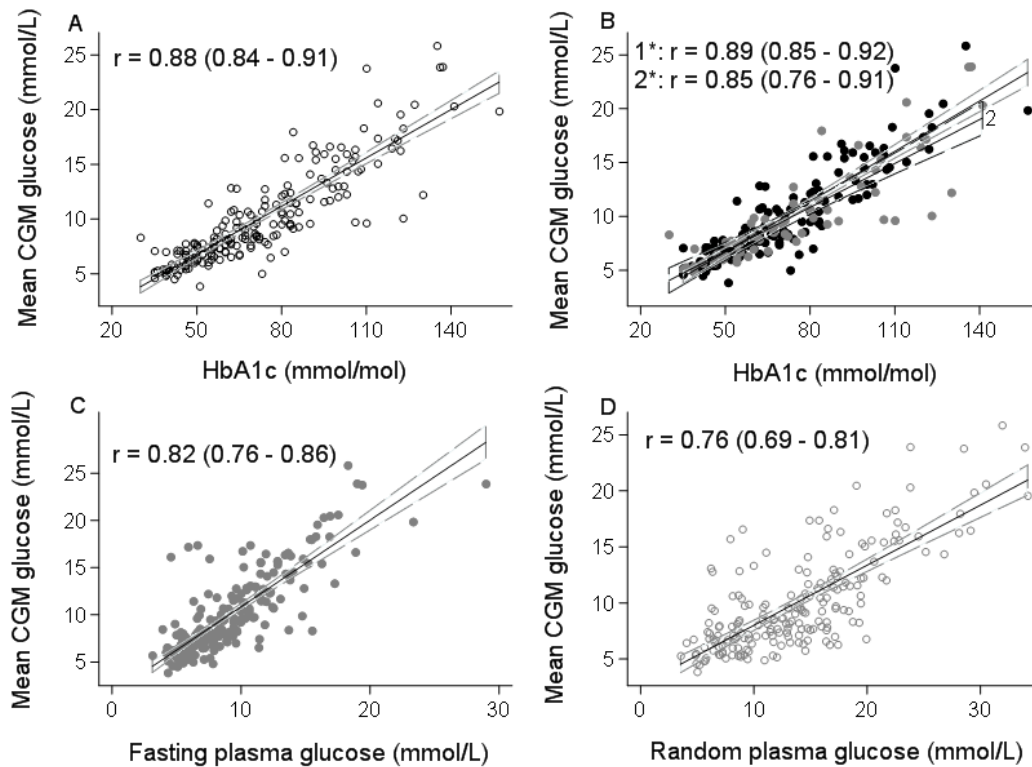 A
r = 0.88 (0.84 - 0.91)
Mean CGM glucose (mmol/L)
25
20
15
10
5
20
50
80
110
140
HbA1c (mmol/mol)
B
1*: r = 0.89 (0.85 - 0.92)
2*: r = 0.85 (0.76 - 0.91)
Mean CGM glucose (mmol/L)
25
20
15
10
5
2
20
50
80
110
140
HbA1c (mmol/mol)
C
r = 0.82 (0.76 - 0.86)
Mean CGM glucose (mmol/L)
25
20
15
10
5
0
10
20
30
Fasting plasma glucose (mmol/L)
D
r = 0.76 (0.69 - 0.81)
Mean CGM glucose (mmol/L)
25
20
15
10
5
0
10
20
30
Random plasma glucose (mmol/L)